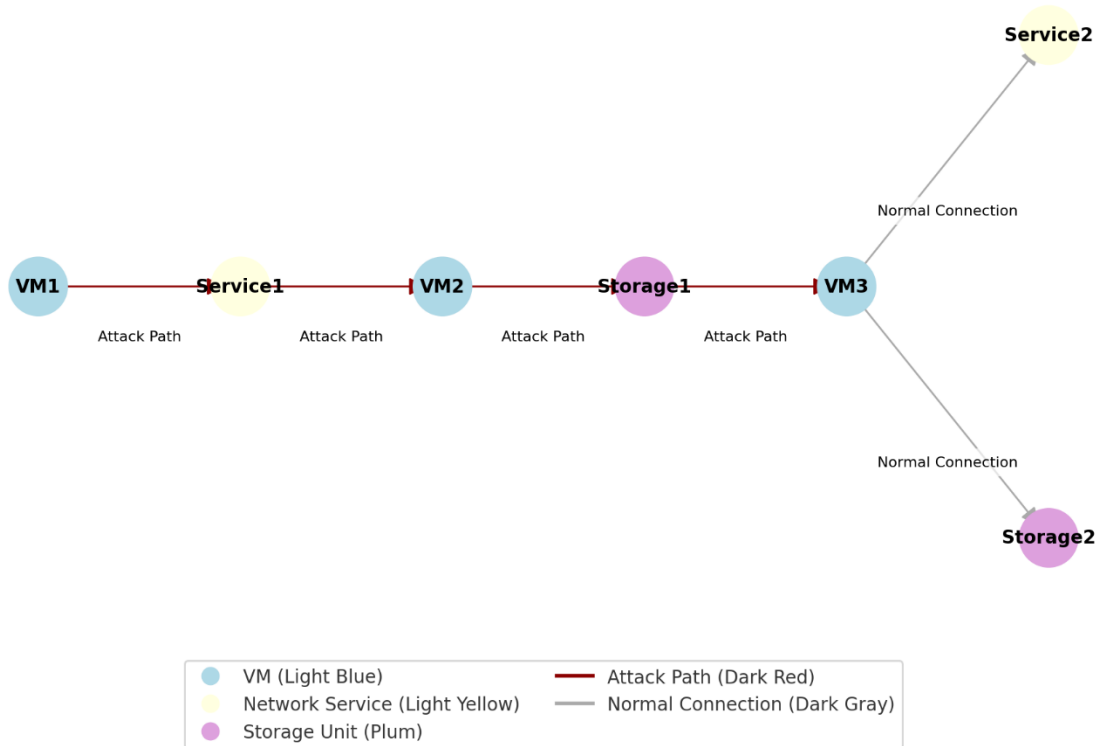 Service2
Normal Connection
VM1
Service1
VM2
Storage1
VM3
Attack Path
Attack Path
Attack Path
Attack Path
Normal Connection
Storage2
VM (Light Blue)
Network Service (Light Yellow)
Storage Unit (Plum)
Attack Path (Dark Red)
Normal Connection (Dark Gray)